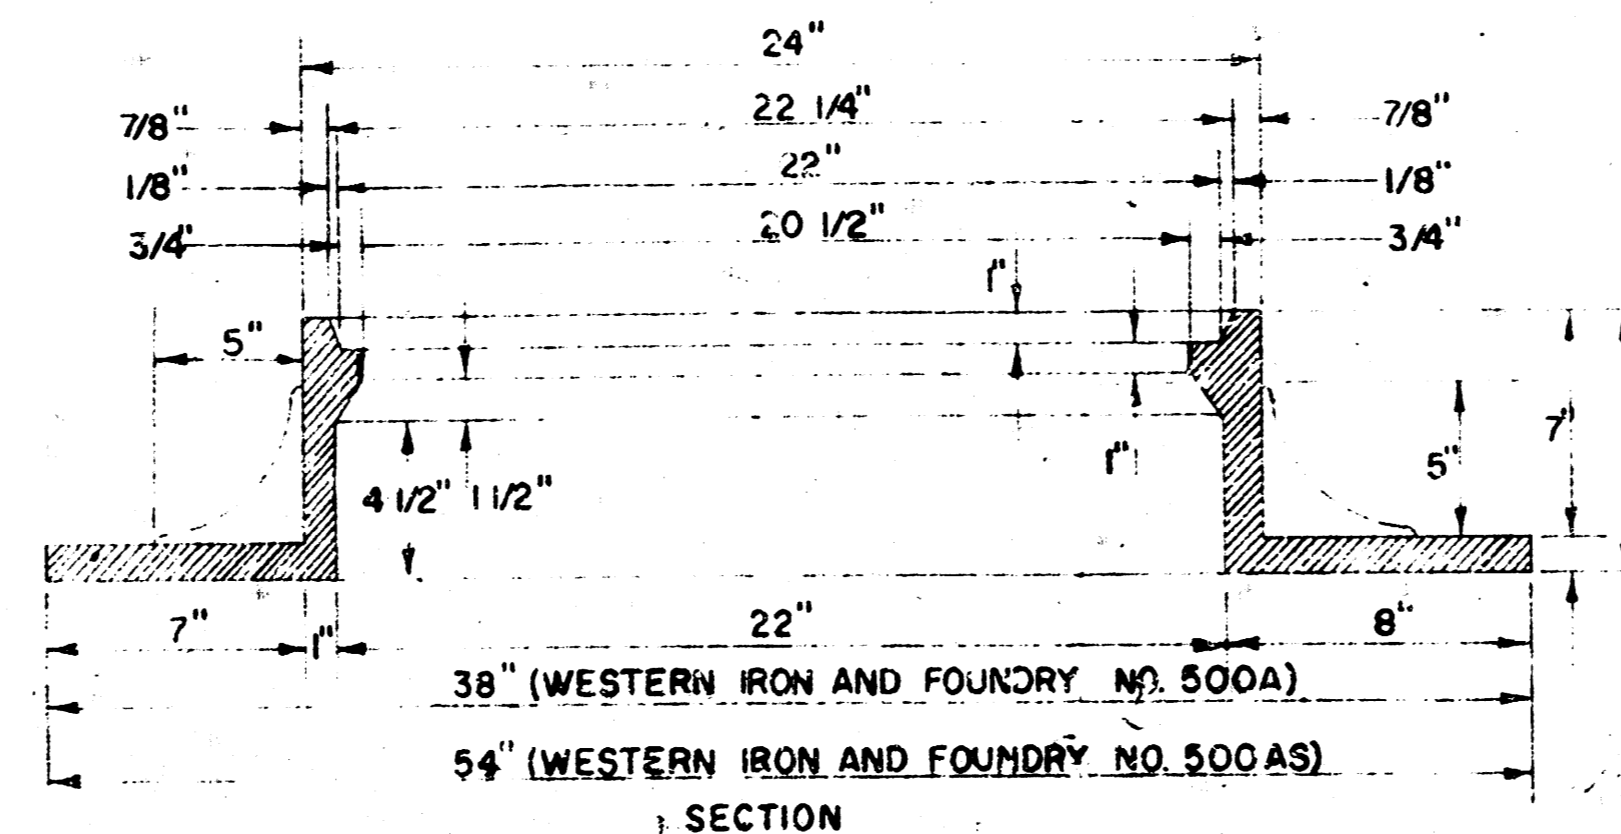 24"
7/8" 22 1/4" 7/8"
1/8" 22" 1/8"
3/4" 20 1/2" 3/4"
1"
5"
7"
5"
1"
4 1/2" 1 1/2"
7" 1" 22" 8"
38" (WESTERN IRON AND FOUNDRY NO. 500A)
54" (WESTERN IRON AND FOUNDRY NO. 500AS)
SECTION